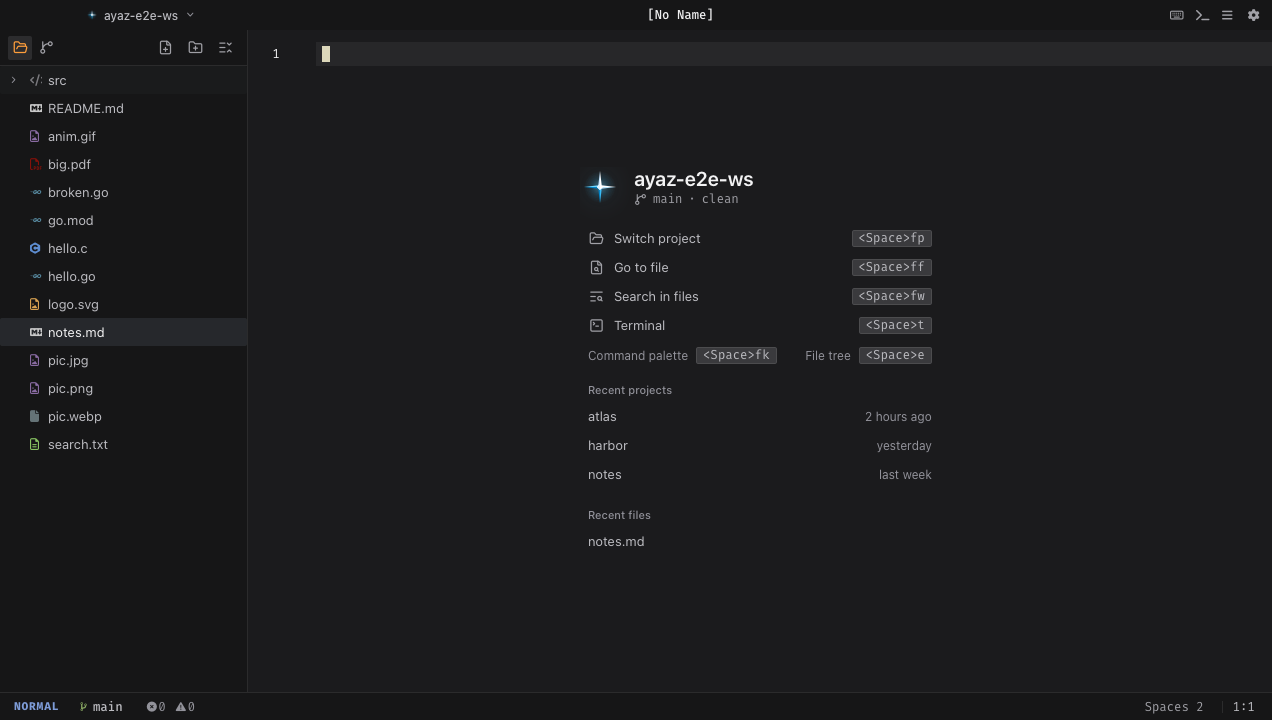 ayaz-e2e-ws
[No Name]
src
README.md
anim.gif
big.pdf
broken.go
go.mod
hello.c
hello.go
logo.svg
notes.md
pic.jpg
pic.png
pic.webp
search.txt
1
ayaz-e2e-ws
main · clean
Switch project <Space>fp
Go to file <Space>ff
Search in files <Space>fw
Terminal <Space>t
Command palette <Space>fk File tree <Space>e
Recent projects
atlas 2 hours ago
harbor yesterday
notes last week
Recent files
notes.md
NORMAL main 0 0 Spaces 2 1:1